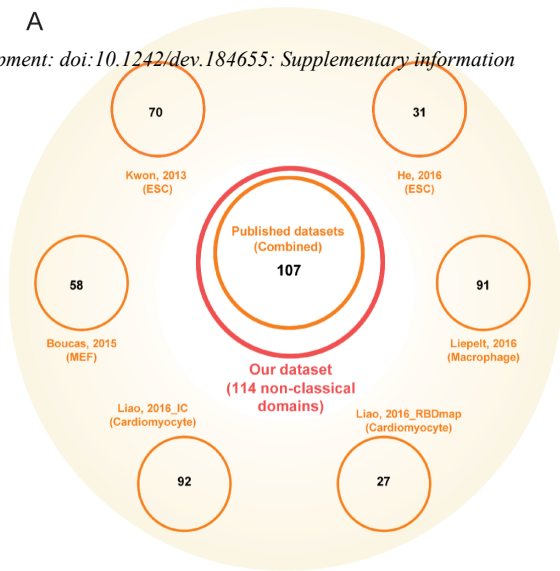 A
pment: doi:10.1242/dev.184655: Supplementary information
70
31
Kwon, 2013
(ESC)
He, 2016
(ESC)
Published datasets
(Combined)
107
58
91
Boucas, 2015
(MEF)
Liepelt, 2016
(Macrophage)
Our dataset
(114 non-classical
domains)
Liao, 2016_IC
(Cardiomyocyte)
Liao, 2016_RBDmap
(Cardiomyocyte)
92
27